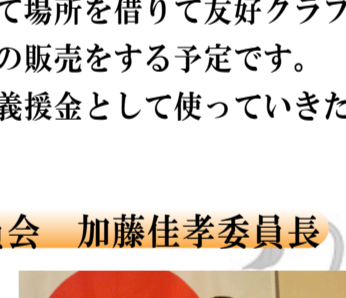 て場所を借りて友好クラブ
の販売をする予定です。
義援金として使っていきた
会　加藤佳孝委員長